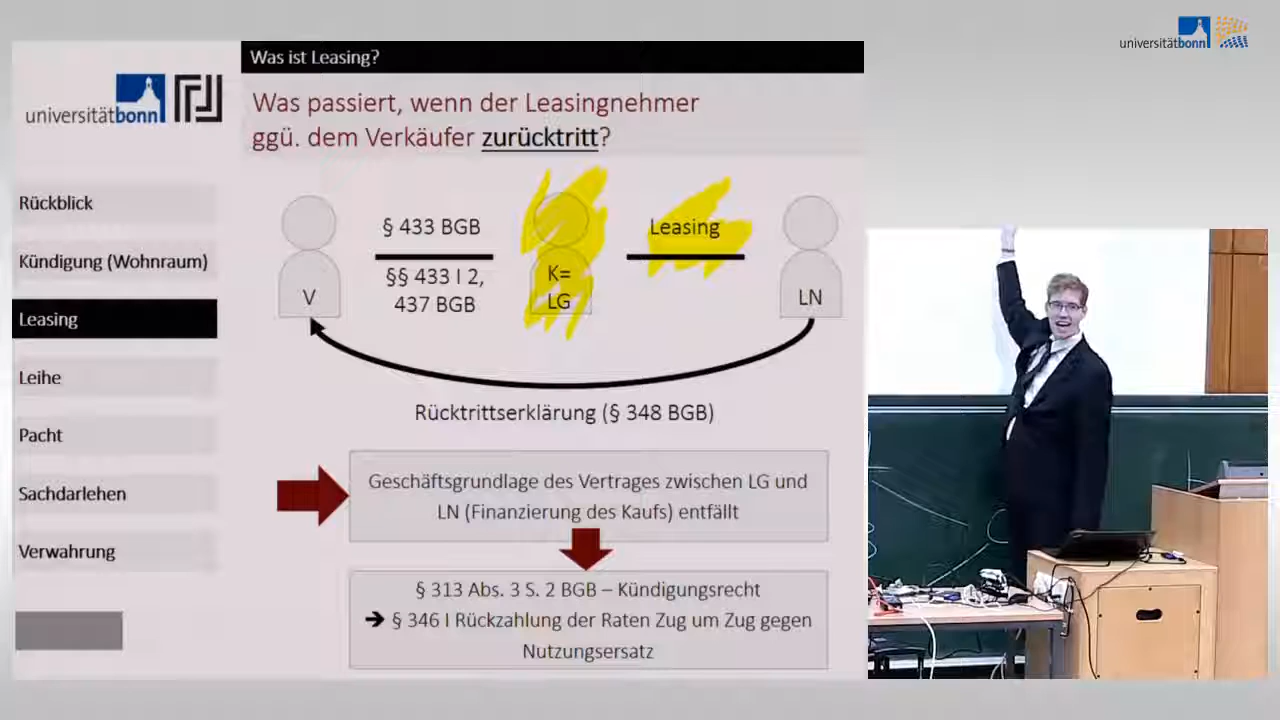 universitätbonn
Was ist Leasing?
universitätbonn
Was passiert, wenn der Leasingnehmer
ggü. dem Verkäufer zurücktritt?
Rückblick
Kündigung (Wohnraum)
Leasing
Leihe
Pacht
Sachdarlehen
Verwahrung
§ 433 BGB
§§ 433 I 2,
437 BGB
V
K=
LG
Leasing
LN
Rücktrittserklärung (§ 348 BGB)
Geschäftsgrundlage des Vertrages zwischen LG und
LN (Finanzierung des Kaufs) entfällt
§ 313 Abs. 3 S. 2 BGB – Kündigungsrecht
➔ § 346 I Rückzahlung der Raten Zug um Zug gegen
Nutzungsersatz